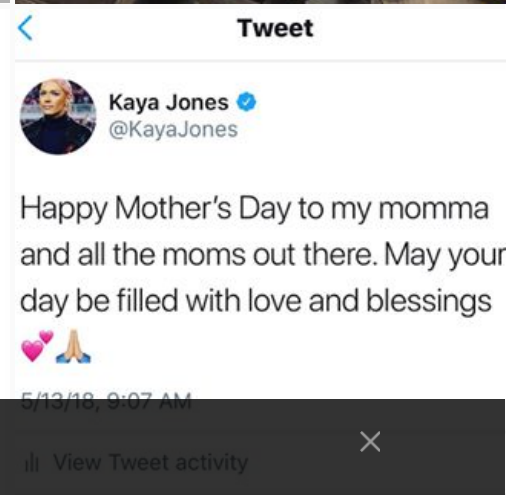 Tweet
Kaya Jones
@KayaJones
Happy Mother's Day to my momma
and all the moms out there. May your
day be filled with love and blessings
💕🙏🏼
5/13/18, 9:07 AM
View Tweet activity